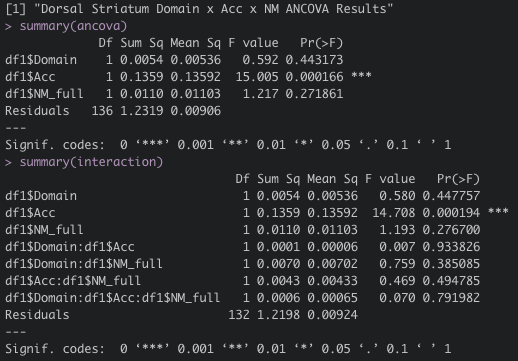 [1] "Dorsal Striatum Domain x Acc x NM ANCOVA Results"
> summary(ancova)
Df Sum Sq Mean Sq F value Pr(>F)
df1$Domain 1 0.0054 0.00536 0.592 0.443173
df1$Acc 1 0.1359 0.13592 15.005 0.000166 ***
df1$NM_full 1 0.0110 0.01103 1.217 0.271861
Residuals 136 1.2319 0.00906
---
Signif. codes: 0 ‘***’ 0.001 ‘**’ 0.01 ‘*’ 0.05 ‘.’ 0.1 ‘ ’ 1
> summary(interaction)
Df Sum Sq Mean Sq F value Pr(>F)
df1$Domain 1 0.0054 0.00536 0.580 0.447757
df1$Acc 1 0.1359 0.13592 14.708 0.000194 ***
df1$NM_full 1 0.0110 0.01103 1.193 0.276700
df1$Domain:df1$Acc 1 0.0001 0.00006 0.007 0.933826
df1$Domain:df1$NM_full 1 0.0070 0.00702 0.759 0.385085
df1$Acc:df1$NM_full 1 0.0043 0.00433 0.469 0.494785
df1$Domain:df1$Acc:df1$NM_full 1 0.0006 0.00065 0.070 0.791982
Residuals 132 1.2198 0.00924
---
Signif. codes: 0 ‘***’ 0.001 ‘**’ 0.01 ‘*’ 0.05 ‘.’ 0.1 ‘ ’ 1